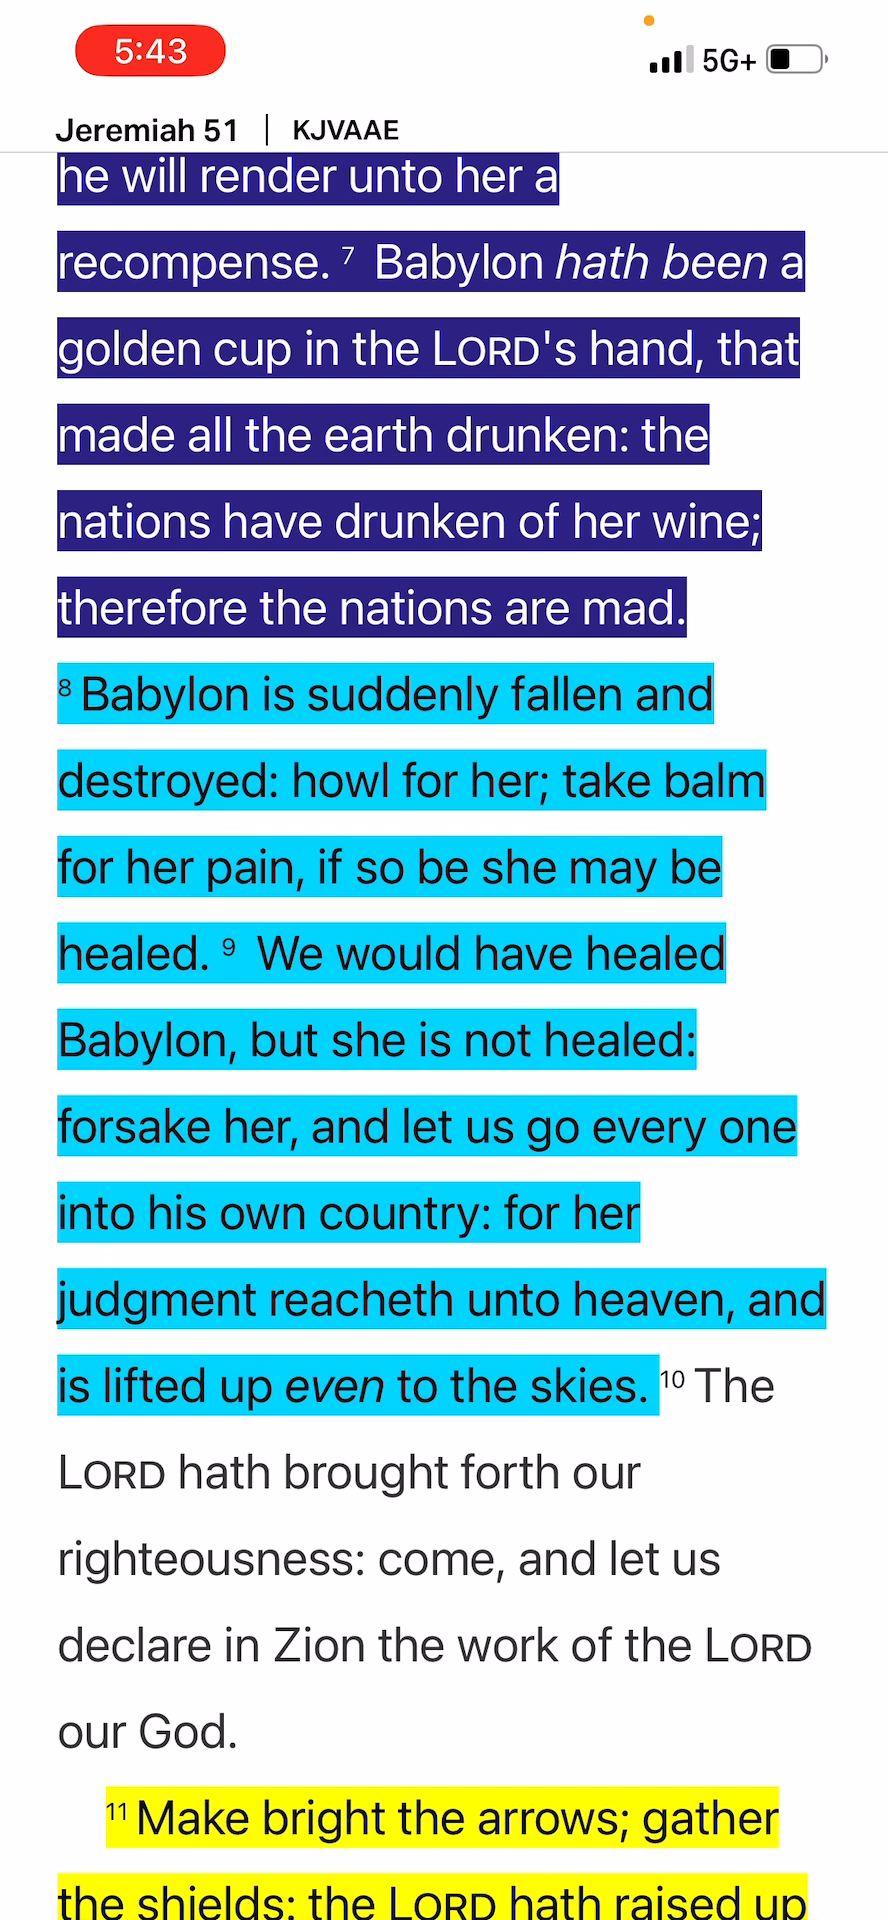 5:43
5G+
Jeremiah 51 | KJVAAE
he will render unto her a
recompense. 7 Babylon hath been a
golden cup in the LORD's hand, that
made all the earth drunken: the
nations have drunken of her wine;
therefore the nations are mad.
8 Babylon is suddenly fallen and
destroyed: howl for her; take balm
for her pain, if so be she may be
healed. 9 We would have healed
Babylon, but she is not healed:
forsake her, and let us go every one
into his own country: for her
judgment reacheth unto heaven, and
is lifted up even to the skies. 10 The
LORD hath brought forth our
righteousness: come, and let us
declare in Zion the work of the LORD
our God.
11 Make bright the arrows; gather
the shields: the LORD hath raised up